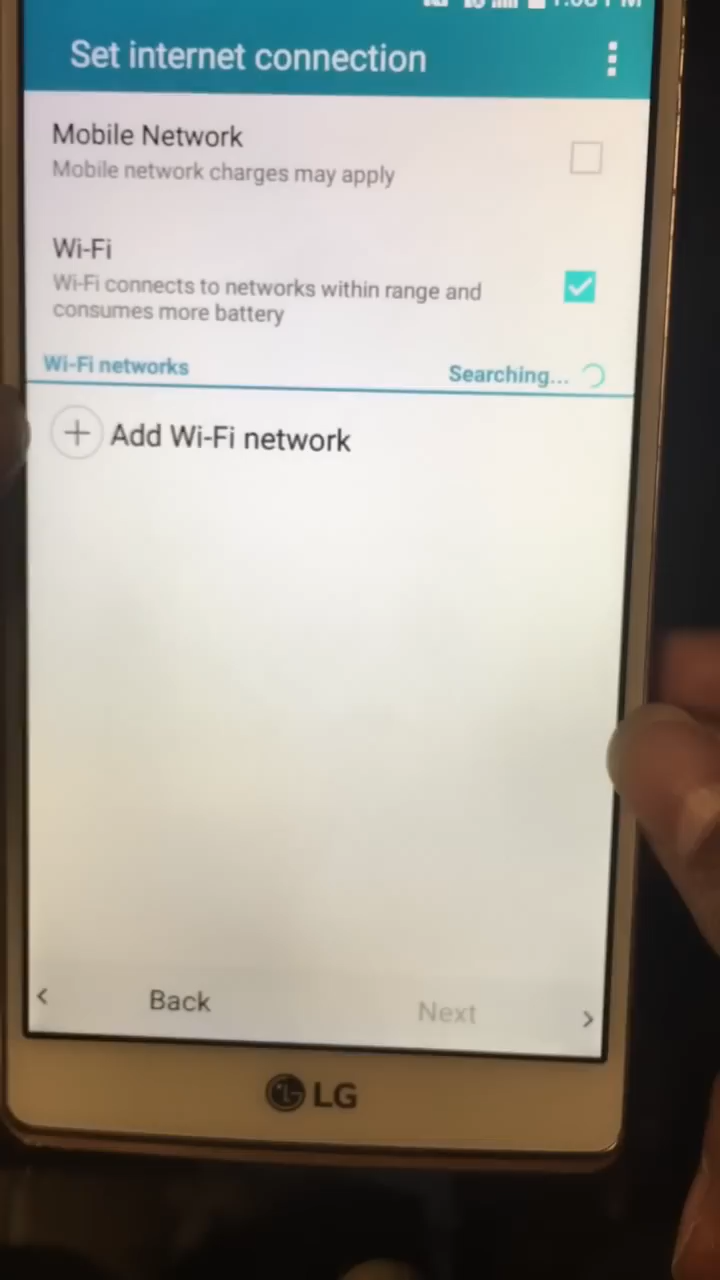 Set internet connection
Mobile Network
Mobile network charges may apply
Wi-Fi
Wi-Fi connects to networks within range and
consumes more battery
Wi-Fi networks
Searching...
Add Wi-Fi network
Back
Next
LG